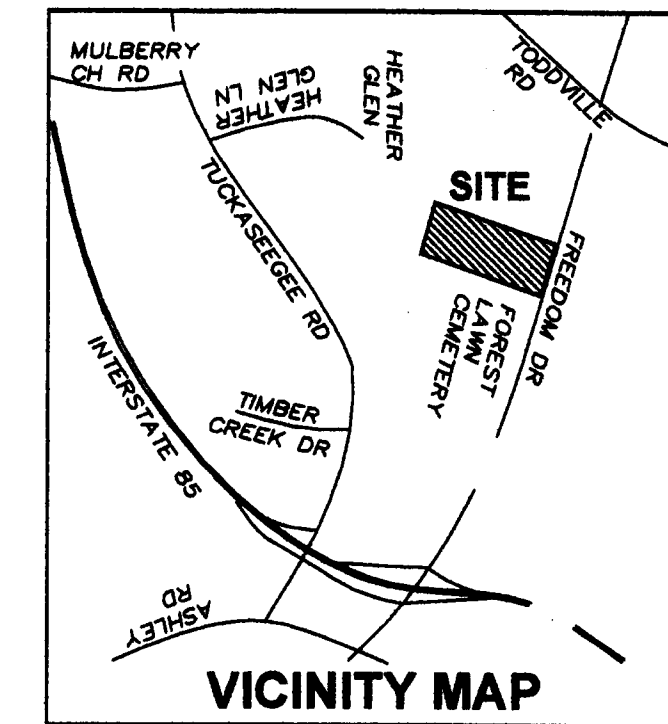 MULBERRY
CH RD
HEATHER
GLEN LN
HEATHER
GLEN
TODDVILLE
RD
SITE
TUCKASEEGEE RD
FREEDOM DR
FOREST
LAWN
CEMETERY
INTERSTATE 85
TIMBER
CREEK DR
ASHLEY
RD
VICINITY MAP